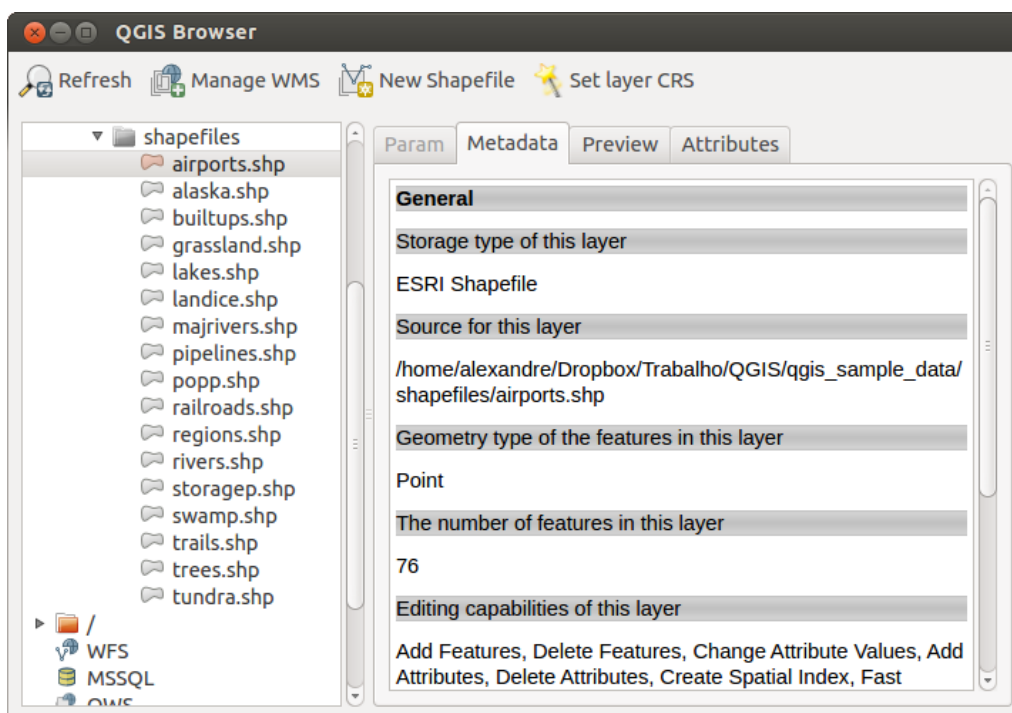 QGIS Browser
Refresh Manage WMS New Shapefile Set layer CRS
shapefiles
airports.shp
alaska.shp
builtups.shp
grassland.shp
lakes.shp
landice.shp
majrivers.shp
pipelines.shp
popp.shp
railroads.shp
regions.shp
rivers.shp
storagep.shp
swamp.shp
trails.shp
trees.shp
tundra.shp
/
WFS
MSSQL
OWS
Param Metadata Preview Attributes
General
Storage type of this layer
ESRI Shapefile
Source for this layer
/home/alexandre/Dropbox/Trabalho/QGIS/qgis_sample_data/
shapefiles/airports.shp
Geometry type of the features in this layer
Point
The number of features in this layer
76
Editing capabilities of this layer
Add Features, Delete Features, Change Attribute Values, Add
Attributes, Delete Attributes, Create Spatial Index, Fast